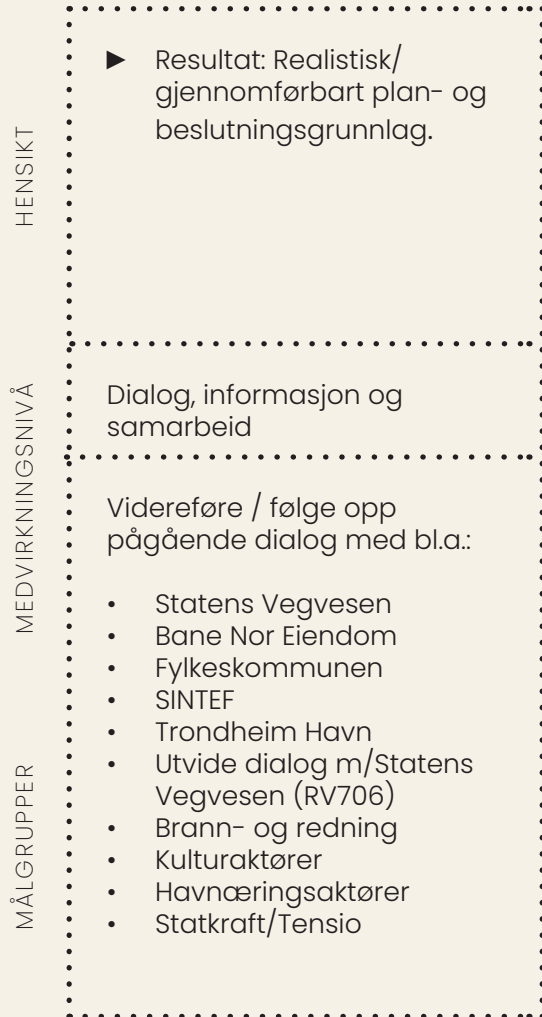 HENSIKT
► Resultat: Realistisk/
gjennomførbart plan- og
beslutningsgrunnlag.
MEDVIRKNINGSNIVÅ
Dialog, informasjon og
samarbeid
MÅLGRUPPER
Videreføre / følge opp
pågående dialog med bl.a.:
• Statens Vegvesen
• Bane Nor Eiendom
• Fylkeskommunen
• SINTEF
• Trondheim Havn
• Utvide dialog m/Statens
Vegvesen (RV706)
• Brann- og redning
• Kulturaktører
• Havnæringsaktører
• Statkraft/Tensio